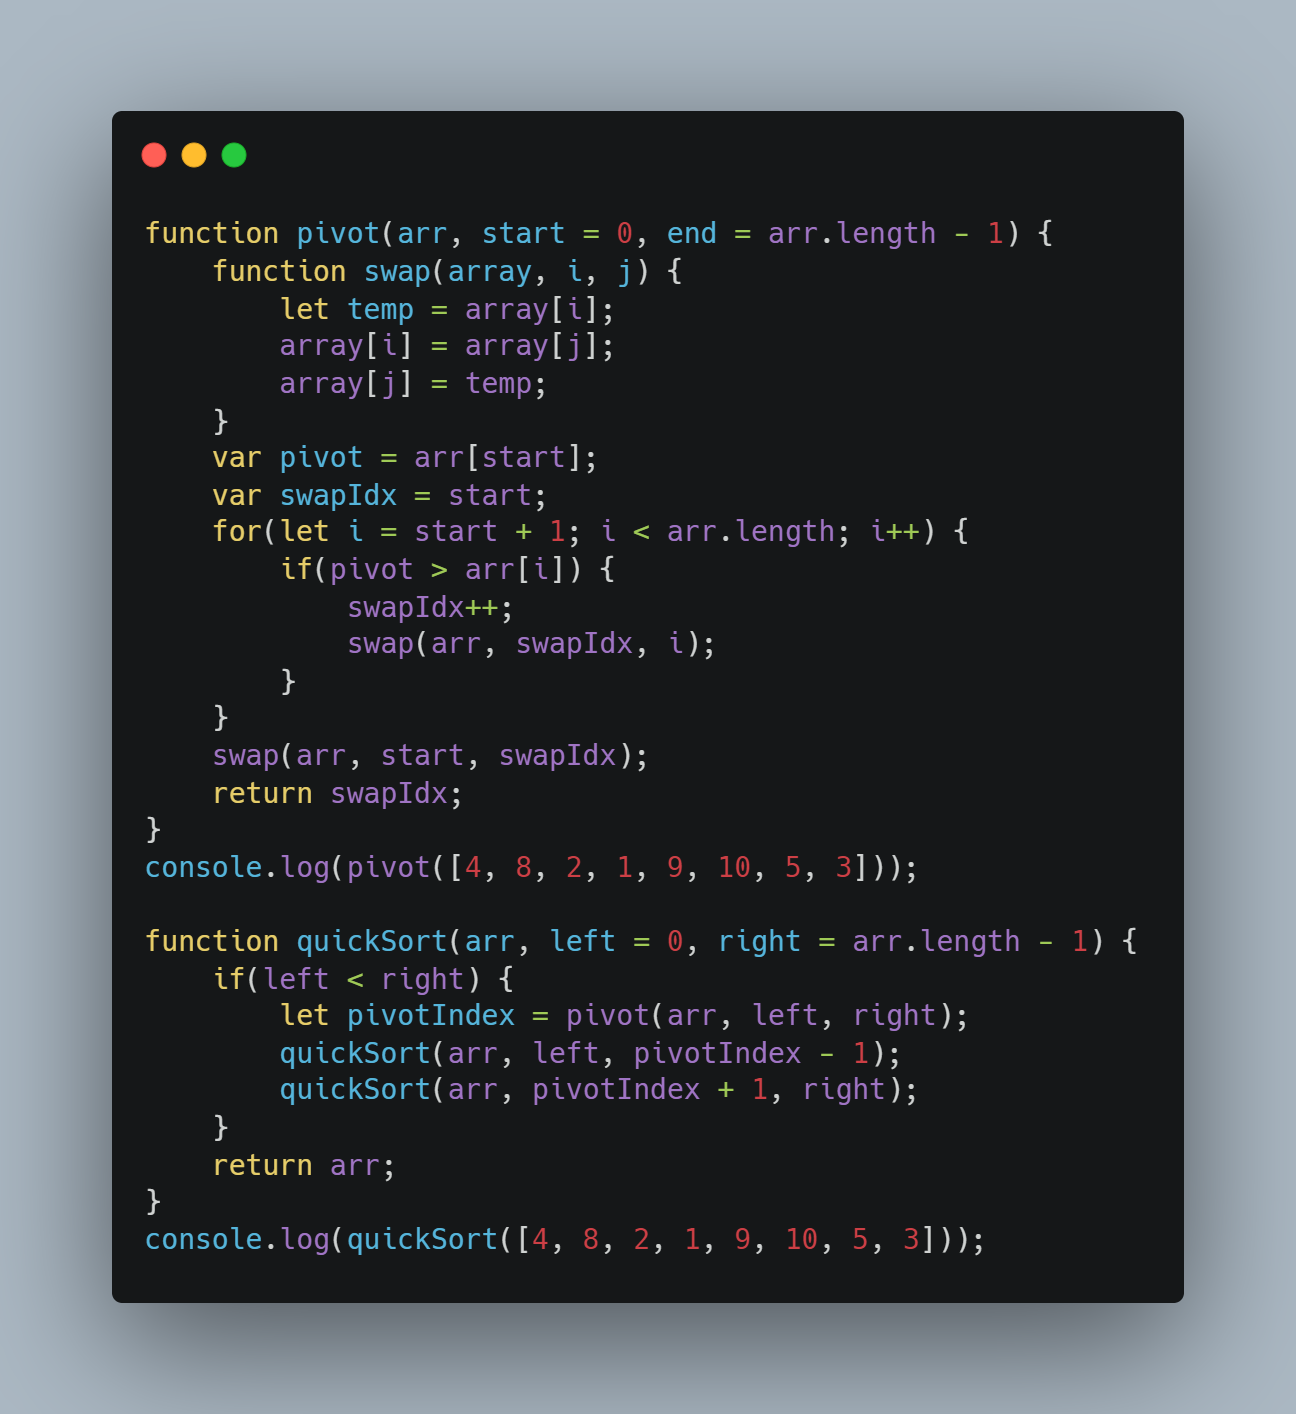 function pivot(arr, start = 0, end = arr.length - 1) {
    function swap(array, i, j) {
        let temp = array[i];
        array[i] = array[j];
        array[j] = temp;
    }
    var pivot = arr[start];
    var swapIdx = start;
    for(let i = start + 1; i < arr.length; i++) {
        if(pivot > arr[i]) {
            swapIdx++;
            swap(arr, swapIdx, i);
        }
    }
    swap(arr, start, swapIdx);
    return swapIdx;
}
console.log(pivot([4, 8, 2, 1, 9, 10, 5, 3]));

function quickSort(arr, left = 0, right = arr.length - 1) {
    if(left < right) {
        let pivotIndex = pivot(arr, left, right);
        quickSort(arr, left, pivotIndex - 1);
        quickSort(arr, pivotIndex + 1, right);
    }
    return arr;
}
console.log(quickSort([4, 8, 2, 1, 9, 10, 5, 3]));